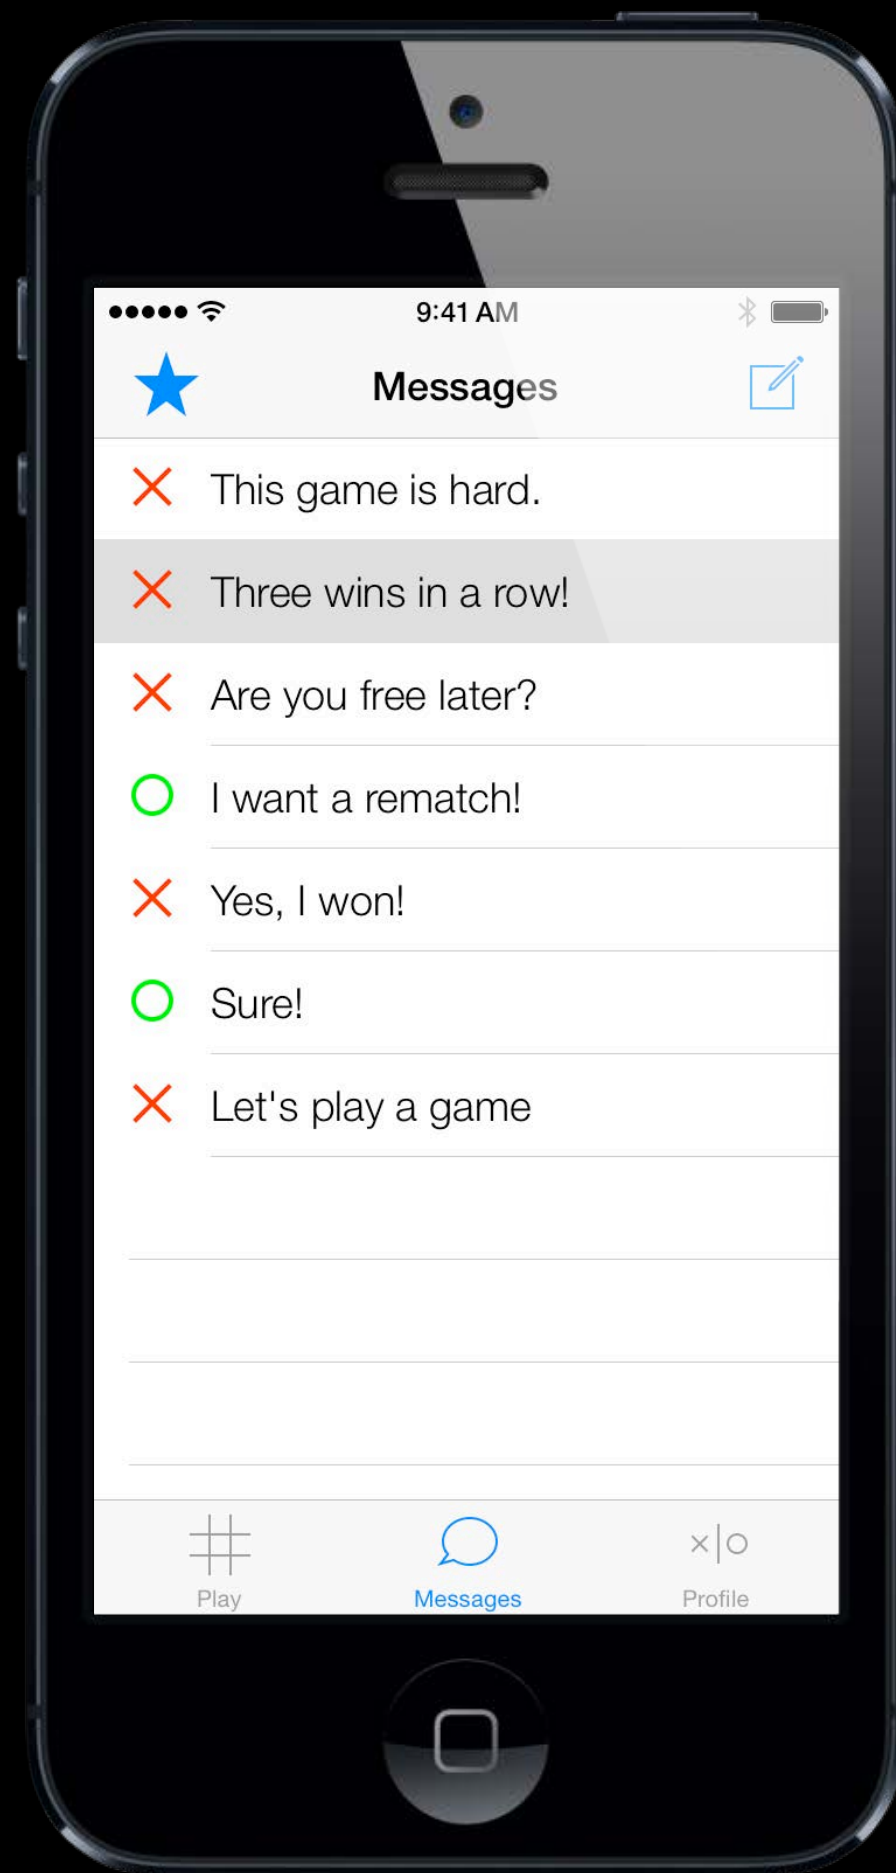 9:41 AM
Messages
This game is hard.
Three wins in a row!
Are you free later?
I want a rematch!
Yes, I won!
Sure!
Let's play a game
Play
Messages
Profile